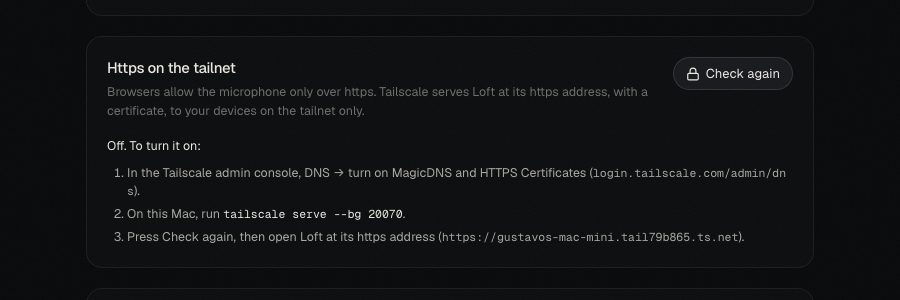 Https on the tailnet
Check again
Browsers allow the microphone only over https. Tailscale serves Loft at its https address, with a
certificate, to your devices on the tailnet only.
Off. To turn it on:
1. In the Tailscale admin console, DNS → turn on MagicDNS and HTTPS Certificates (login.tailscale.com/admin/dn
s).
2. On this Mac, run tailscale serve --bg 20070.
3. Press Check again, then open Loft at its https address (https://gustavos-mac-mini.tail79b865.ts.net).